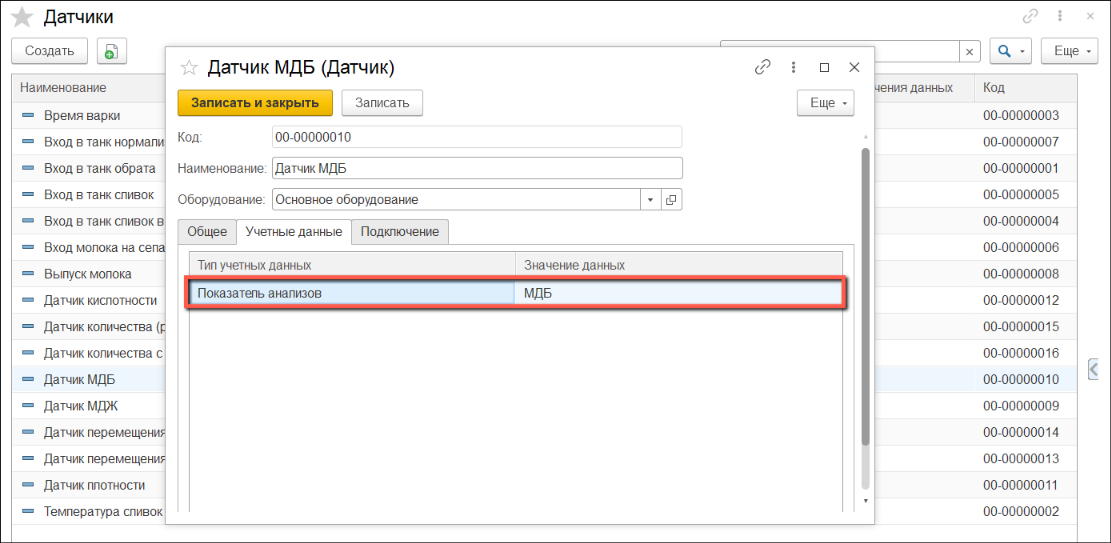 Датчики
Создать
Еще
Наименование
чения данных
Код
Время варки
00-00000003
Вход в танк нормали
00-00000007
Вход в танк обрата
00-00000001
Вход в танк сливок
00-00000005
Вход в танк сливок в
00-00000004
Вход молока на сепа
00-00000006
Выпуск молока
00-00000008
Датчик кислотности
00-00000012
Датчик количества (р
00-00000015
Датчик количества с
00-00000016
Датчик МДБ
00-00000010
Датчик МДЖ
00-00000009
Датчик перемещения
00-00000014
Датчик перемещения
00-00000013
Датчик плотности
00-00000011
Температура сливок
00-00000002
Датчик МДБ (Датчик)
Записать и закрыть
Записать
Еще
Код:
00-00000010
Наименование:
Датчик МДБ
Оборудование:
Основное оборудование
Общее
Учетные данные
Подключение
Тип учетных данных
Значение данных
Показатель анализов
МДБ